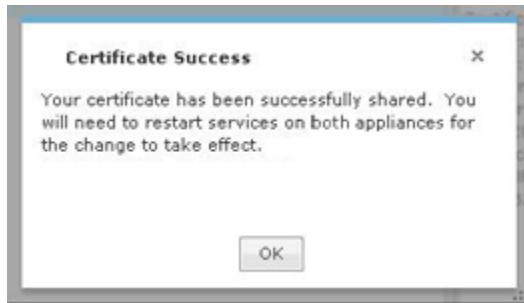 Certificate Success
Your certificate has been successfully shared. You
will need to restart services on both appliances for
the change to take effect.
OK